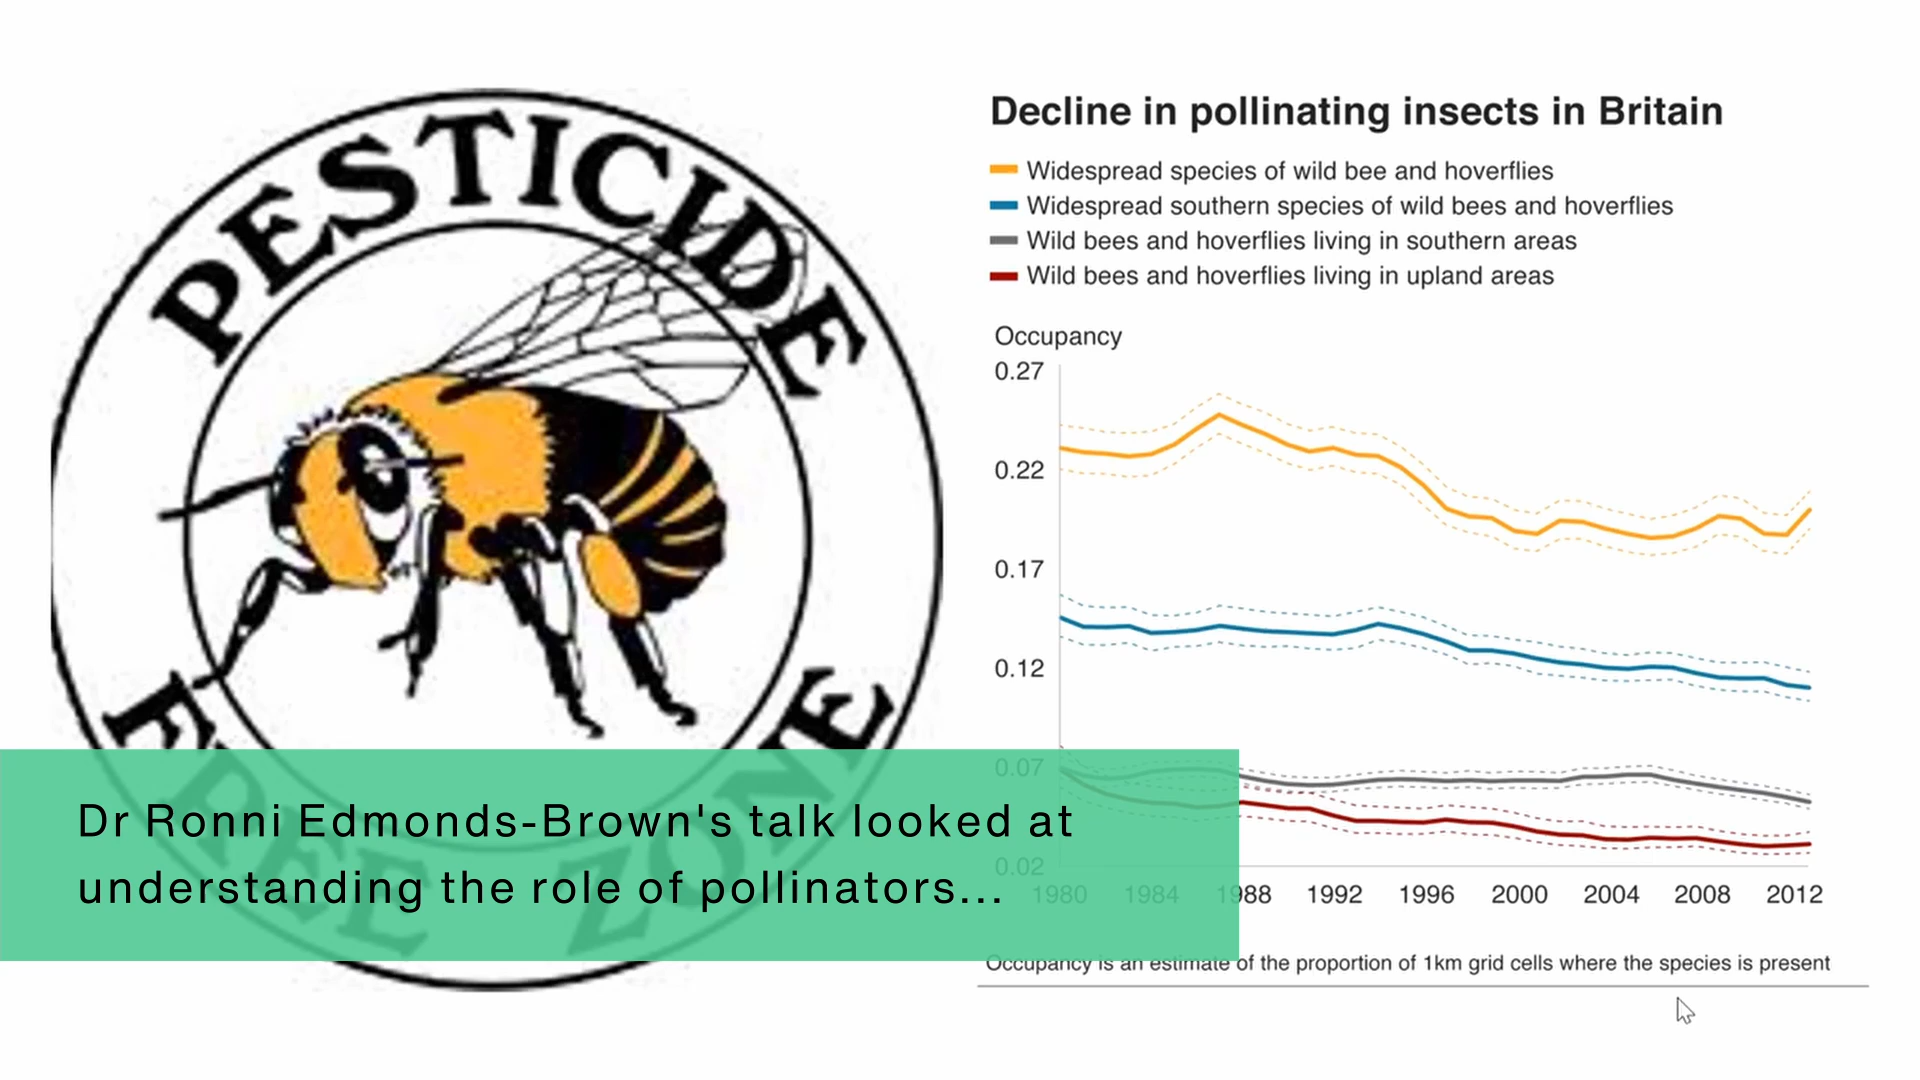 PESTICIDE
FREE ZONE
Decline in pollinating insects in Britain
Widespread species of wild bee and hoverflies
Widespread southern species of wild bees and hoverflies
Wild bees and hoverflies living in southern areas
Wild bees and hoverflies living in upland areas
Occupancy
0.27
0.22
0.17
0.12
0.07
0.02
1980 1984 1988 1992 1996 2000 2004 2008 2012
Occupancy is an estimate of the proportion of 1km grid cells where the species is present
Dr Ronni Edmonds-Brown's talk looked at
understanding the role of pollinators...